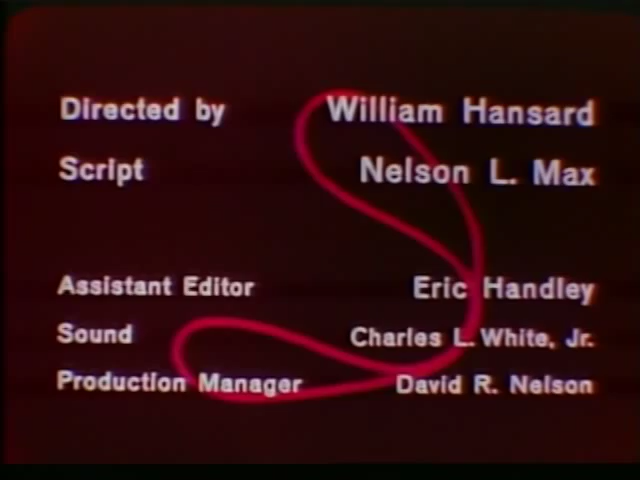 Directed by William Hansard
Script Nelson L. Max
Assistant Editor Eric Handley
Sound Charles L. White, Jr.
Production Manager David R. Nelson